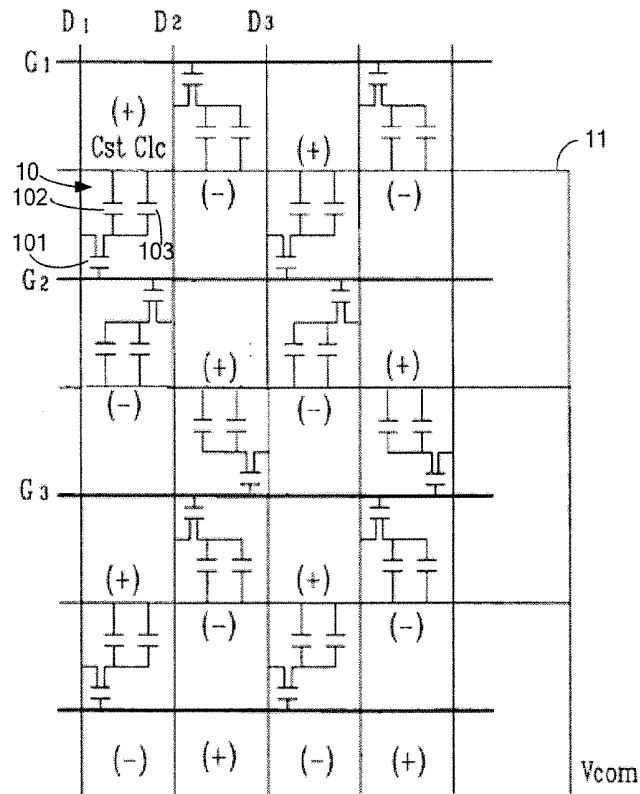 D1 D2 D3
G1
(+)
Cst Clc
11
10
(-) (+) (-)
102
103
101
G2
(+) (+)
(-) (-)
G3
(+) (+)
(-) (-)
(-) (+) (-) (+)
Vcom